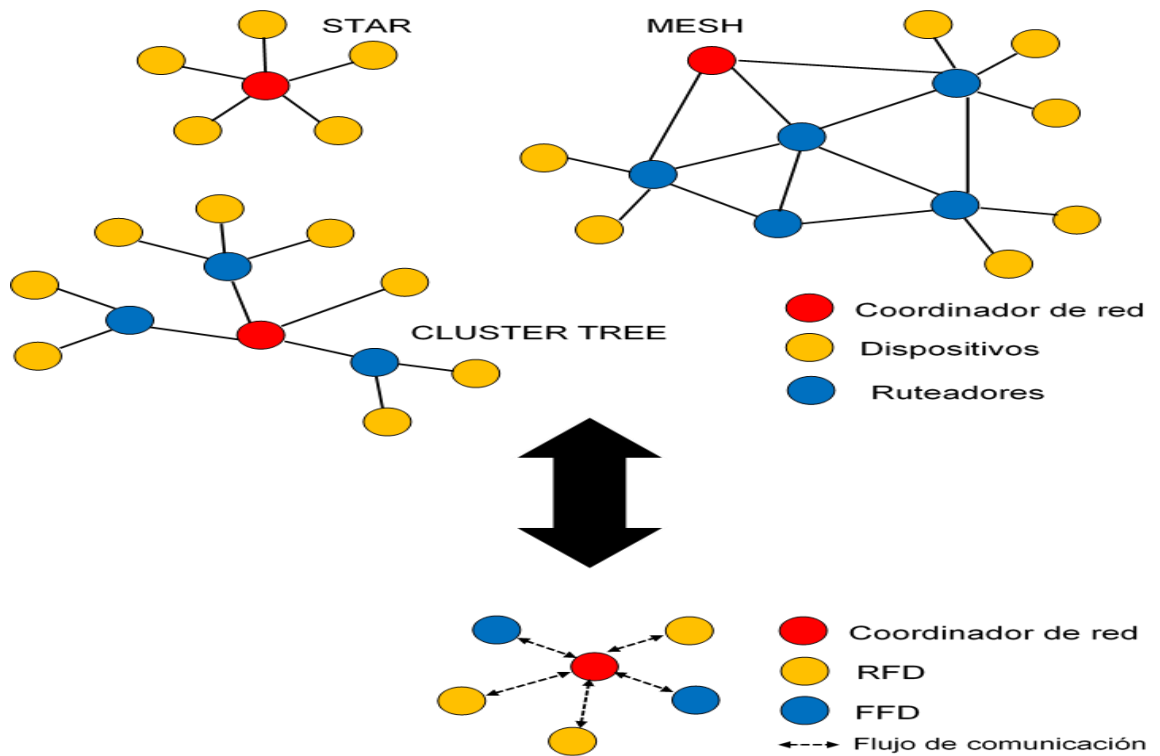 STAR
MESH
CLUSTER TREE
Coordinador de red
Dispositivos
Ruteadores
Coordinador de red
RFD
FFD
Flujo de comunicación